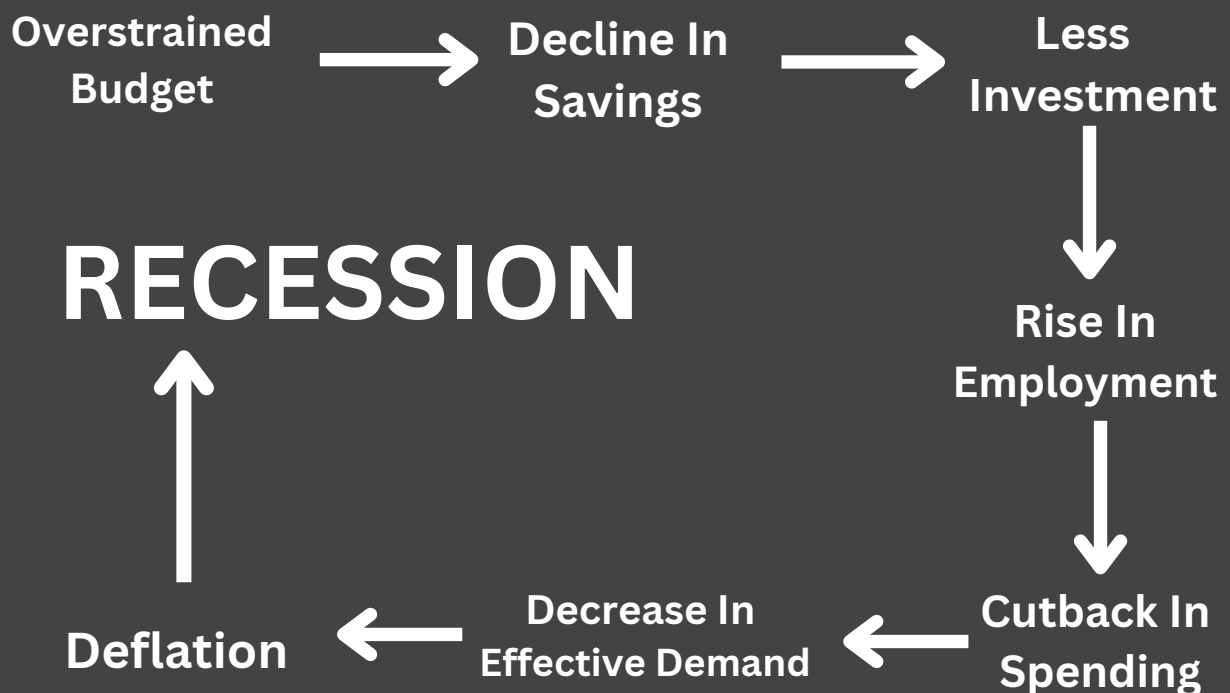 Overstrained
Budget
Decline In
Savings
Less
Investment
RECESSION
Rise In
Employment
Deflation
Decrease In
Effective Demand
Cutback In
Spending